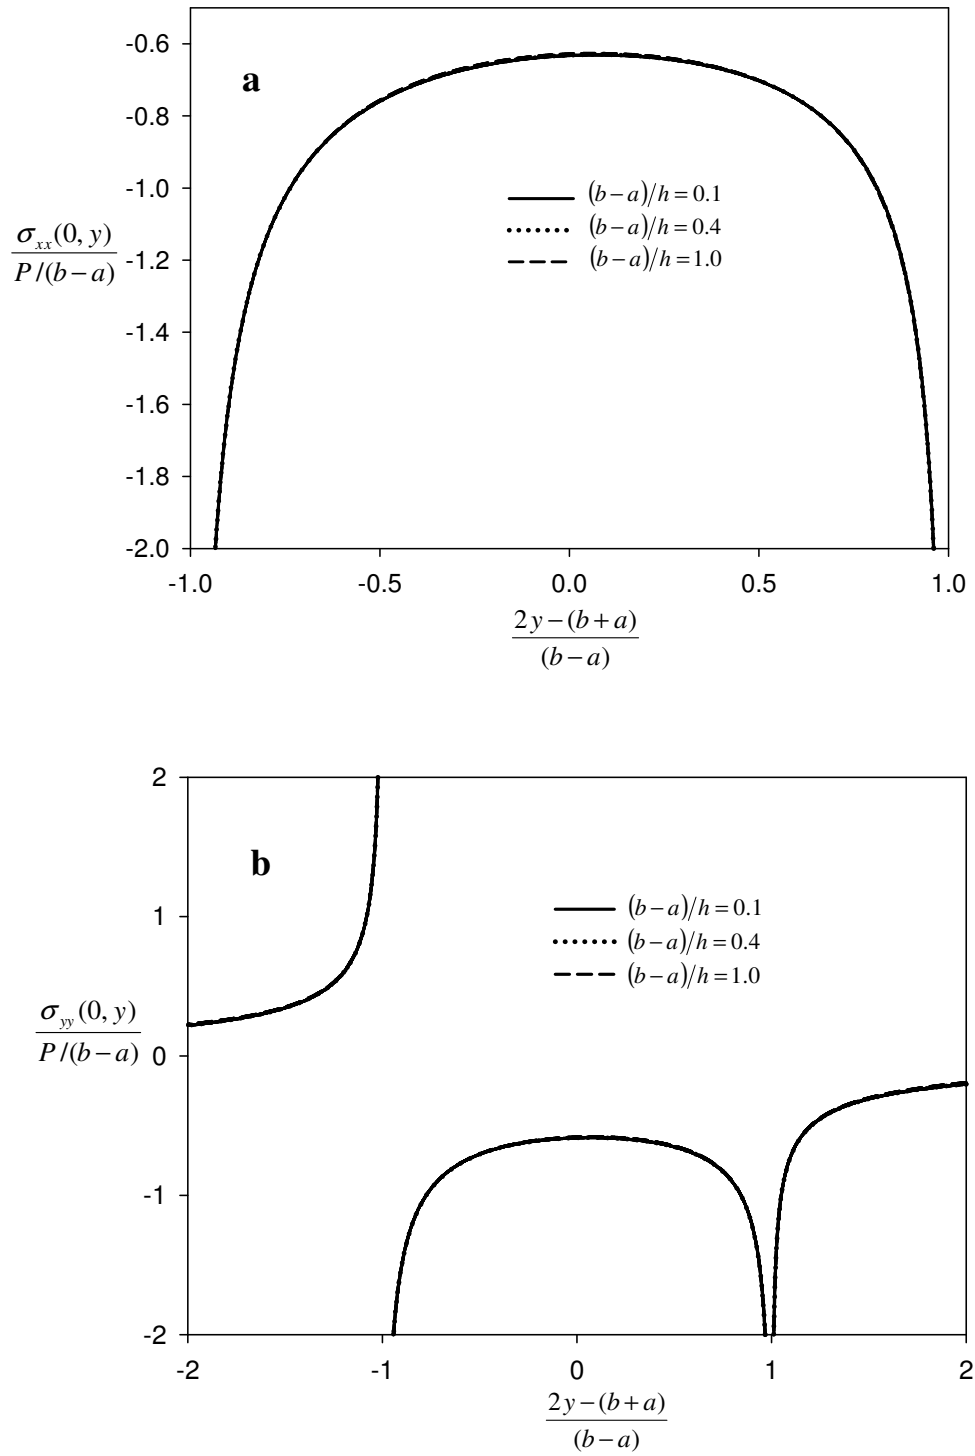 -0.6
a
-0.8
-1.0
(b-a)/h=0.1
(b-a)/h=0.4
(b-a)/h=1.0
σxx(0, y)
P/(b-a)
-1.2
-1.4
-1.6
-1.8
-2.0
-1.0 -0.5 0.0 0.5 1.0
2y-(b+a)
(b-a)
2
b
1
(b-a)/h=0.1
(b-a)/h=0.4
(b-a)/h=1.0
σyy(0, y)
P/(b-a)
0
-1
-2
-2 -1 0 1 2
2y-(b+a)
(b-a)